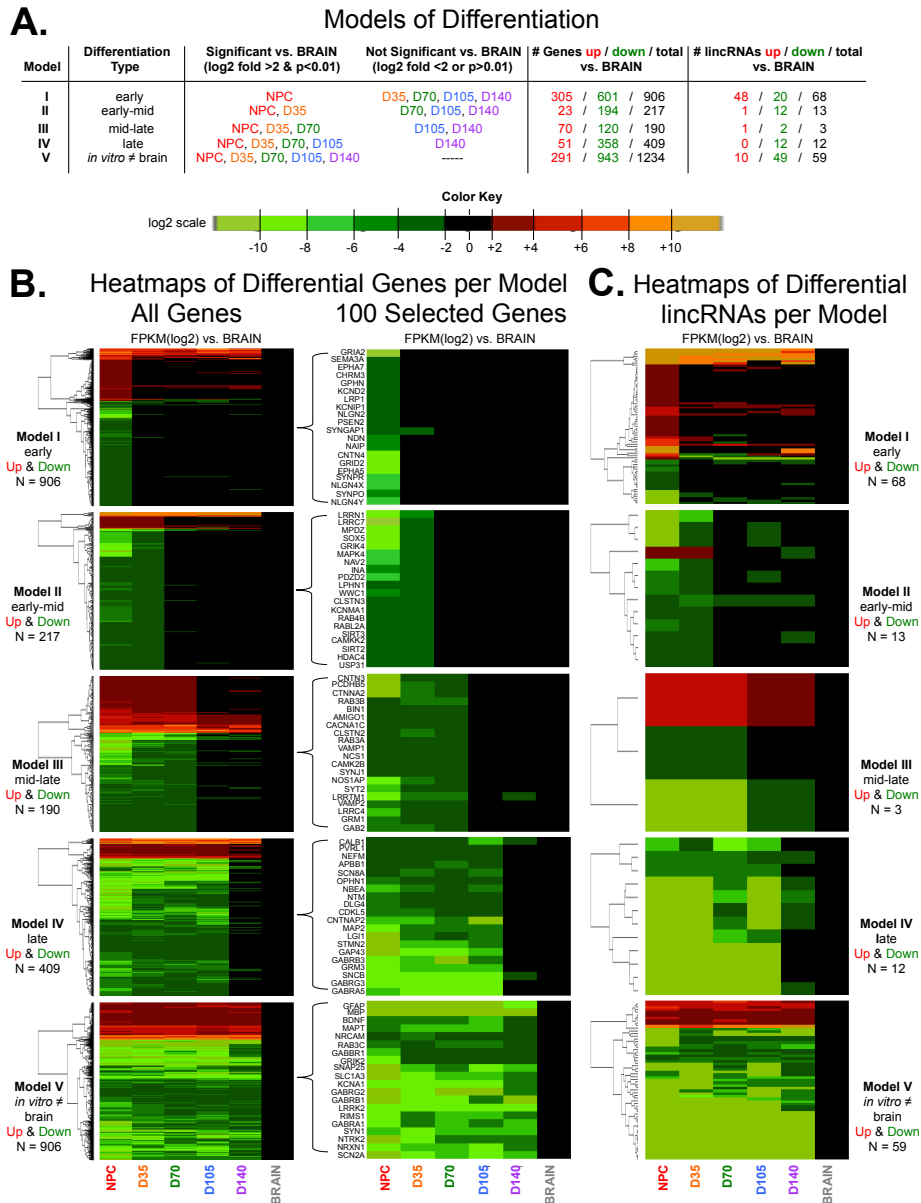 A.
Models of Differentiation
Model
Differentiation Type
Significant vs. BRAIN (log2 fold >2 & p<0.01)
Not Significant vs. BRAIN (log2 fold <2 or p>0.01)
# Genes up / down / total vs. BRAIN
# lincRNAs up / down / total vs. BRAIN
I early NPC D35, D70, D105, D140 305 / 601 / 906 48 / 20 / 68
II early-mid NPC, D35 D70, D105, D140 23 / 194 / 217 1 / 12 / 13
III mid-late NPC, D35, D70 D105, D140 70 / 120 / 190 1 / 2 / 3
IV late NPC, D35, D70, D105 D140 51 / 358 / 409 0 / 12 / 12
V in vitro ≠ brain NPC, D35, D70, D105, D140 ----- 291 / 943 / 1234 10 / 49 / 59
Color Key
log2 scale
-10 -8 -6 -4 -2 0 +2 +4 +6 +8 +10
B.
Heatmaps of Differential Genes per Model
All Genes
100 Selected Genes
FPKM(log2) vs. BRAIN
FPKM(log2) vs. BRAIN
Model I
early
Up & Down
N = 906
GRIA2
SEMA3A
EPHA7
CHRM3
GPHN
KCND2
LRP1
KCNIP1
NLGN2
PSEN2
SYNGAP1
NDN
NAIP
CNTN4
GRID2
EPHA5
SYNPR
NLGN4X
SYNPO
NLGN4Y
Model II
early-mid
Up & Down
N = 217
LRRN1
LRRC7
MPDZ
SOX5
GRIK4
MAPK4
NAV2
INA
PDZD2
LPHN1
WWC1
CLSTN3
KCNMA1
RAB4B
RABL2A
SIRT3
CAMKK2
SIRT2
HDAC4
USP31
Model III
mid-late
Up & Down
N = 190
CNTN3
PCDHB5
CTNNA2
RAB3B
BIN1
AMIGO1
CACNA1C
CLSTN2
RAB3A
VAMP1
NCS1
CAMK2B
SYNJ1
NOS1AP
SYT2
LRRTM1
VAMP2
LRRC4
GRM1
GAB2
Model IV
late
Up & Down
N = 409
CALB1
PVRL1
NEFM
APBB1
SCN8A
OPHN1
NBEA
NTM
DLG4
CDKL5
CNTNAP2
MAP2
LGI1
STMN2
GAP43
GABRB3
GRM3
SNCB
GABRG3
GABRA5
Model V
in vitro ≠
brain
Up & Down
N = 906
GFAP
MBP
BDNF
MAPT
NRCAM
RAB3C
GABBR1
GRIK2
SNAP25
SLC1A3
KCNA1
GABRG2
GABRB1
LRRK2
RIMS1
GABRA1
SYN1
NTRK2
NRXN1
SCN2A
NPC D35 D70 D105 D140 BRAIN
NPC D35 D70 D105 D140 BRAIN
C.
Heatmaps of Differential
lincRNAs per Model
FPKM(log2) vs. BRAIN
Model I
early
Up & Down
N = 68
Model II
early-mid
Up & Down
N = 13
Model III
mid-late
Up & Down
N = 3
Model IV
late
Up & Down
N = 12
Model V
in vitro ≠
brain
Up & Down
N = 59
NPC D35 D70 D105 D140 BRAIN